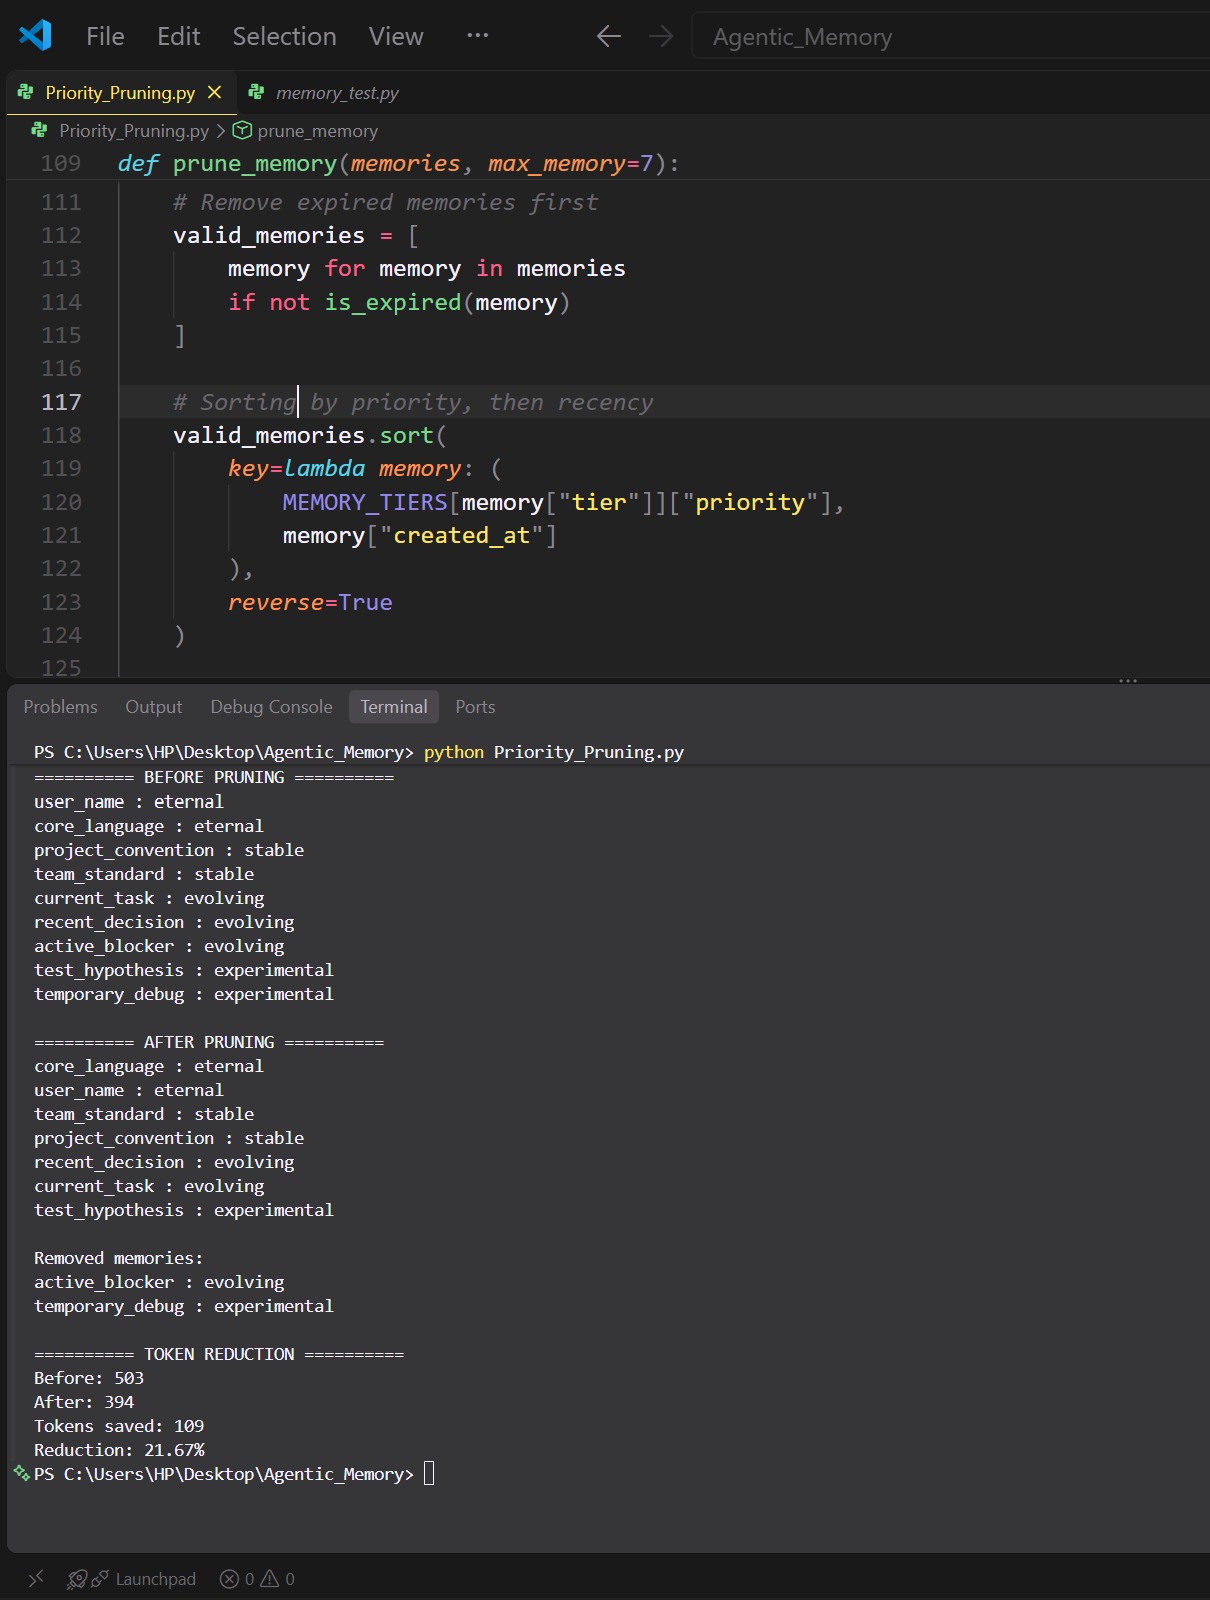 File Edit Selection View ··· ← → Agentic_Memory
Priority_Pruning.py × memory_test.py
Priority_Pruning.py > prune_memory
109 def prune_memory(memories, max_memory=7):
111 # Remove expired memories first
112 valid_memories = [
113 memory for memory in memories
114 if not is_expired(memory)
115 ]
116
117 # Sorting by priority, then recency
118 valid_memories.sort(
119 key=lambda memory: (
120 MEMORY_TIERS[memory["tier"]]["priority"],
121 memory["created_at"]
122 ),
123 reverse=True
124 )
125
Problems Output Debug Console Terminal Ports
PS C:\Users\HP\Desktop\Agentic_Memory> python Priority_Pruning.py
========== BEFORE PRUNING ==========
user_name : eternal
core_language : eternal
project_convention : stable
team_standard : stable
current_task : evolving
recent_decision : evolving
active_blocker : evolving
test_hypothesis : experimental
temporary_debug : experimental
========== AFTER PRUNING ==========
core_language : eternal
user_name : eternal
team_standard : stable
project_convention : stable
recent_decision : evolving
current_task : evolving
test_hypothesis : experimental
Removed memories:
active_blocker : evolving
temporary_debug : experimental
========== TOKEN REDUCTION ==========
Before: 503
After: 394
Tokens saved: 109
Reduction: 21.67%
PS C:\Users\HP\Desktop\Agentic_Memory>
Launchpad 0 0